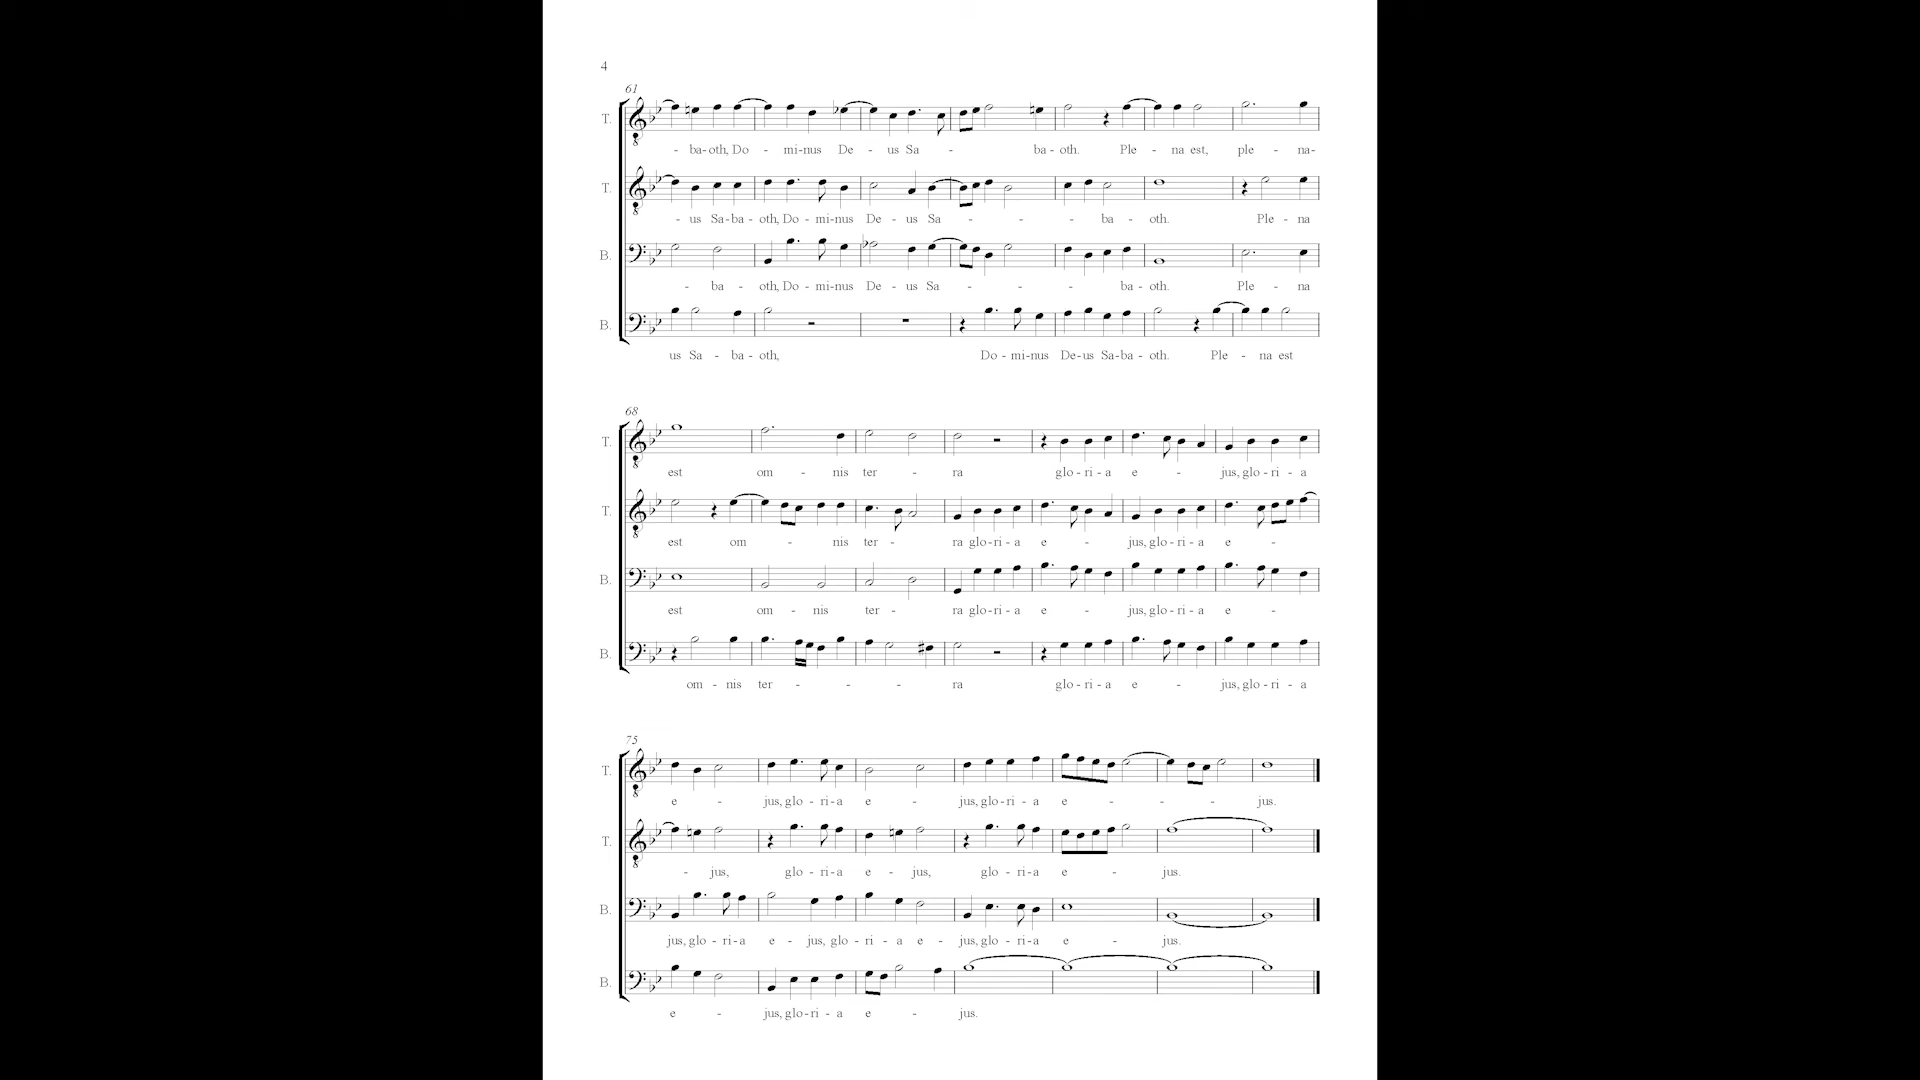 4
61
T.
- ba-oth, Do - mi-nus De - us Sa - ba - oth. Ple - na est, ple - na-
T.
- us Sa-ba-oth, Do-mi-nus De - us Sa - - - - ba - oth. Ple - na
B.
- ba - oth, Do-mi-nus De - us Sa - - - - ba-oth. Ple - na
B.
us Sa - ba-oth, Do-mi-nus De-us Sa-ba-oth. Ple - na est
68
T.
est om - nis ter - ra glo-ri-a e - jus, glo-ri-a
T.
est om - - nis ter - ra glo-ri-a e - jus, glo-ri-a e - -
B.
est om - nis ter - ra glo-ri-a e - jus, glo-ri-a e - -
B.
om - nis ter - - - - ra glo-ri-a e - jus, glo-ri-a
75
T.
e - jus, glo - ri-a e - jus, glo-ri - a e - - - - jus.
T.
- jus, glo - ri-a e - jus, glo - ri-a e - jus.
B.
jus, glo - ri-a e - jus, glo - ri - a e - jus, glo - ri-a e - jus.
B.
e - jus, glo-ri - a e - jus.